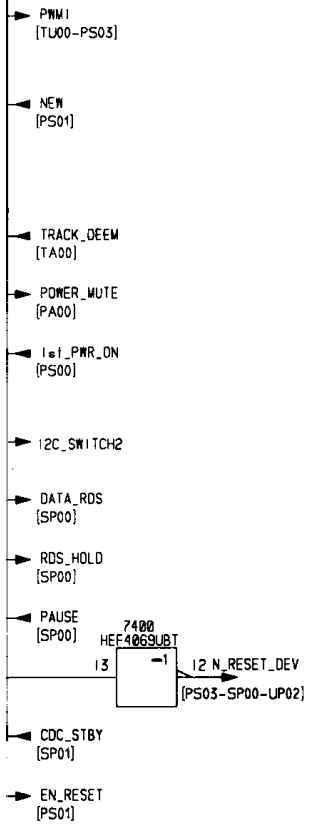 PWM1
[TU00-PS03]
NEW
[PS01]
TRACK_DEEM
[TA00]
POWER_MUTE
[PA00]
1st_PWR_ON
[PS00]
I2C_SWITCH2
DATA_RDS
[SP00]
RDS_HOLD
[SP00]
PAUSE
[SP00]
7400
HEF4069UBT
13
-1
12 N_RESET_DEV
[PS03-SP00-UP02]
CDC_STBY
[SP01]
EN_RESET
[PS01]